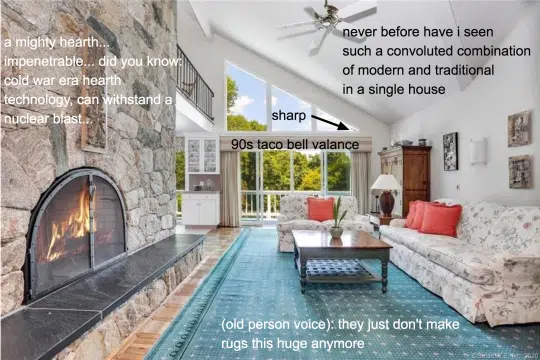 a mighty hearth...
impenetrable... did you know:
cold war era hearth
technology, can withstand a
nuclear blast...
never before have i seen
such a convoluted combination
of modern and traditional
in a single house
sharp
90s taco bell valance
(old person voice): they just don't make
rugs this huge anymore